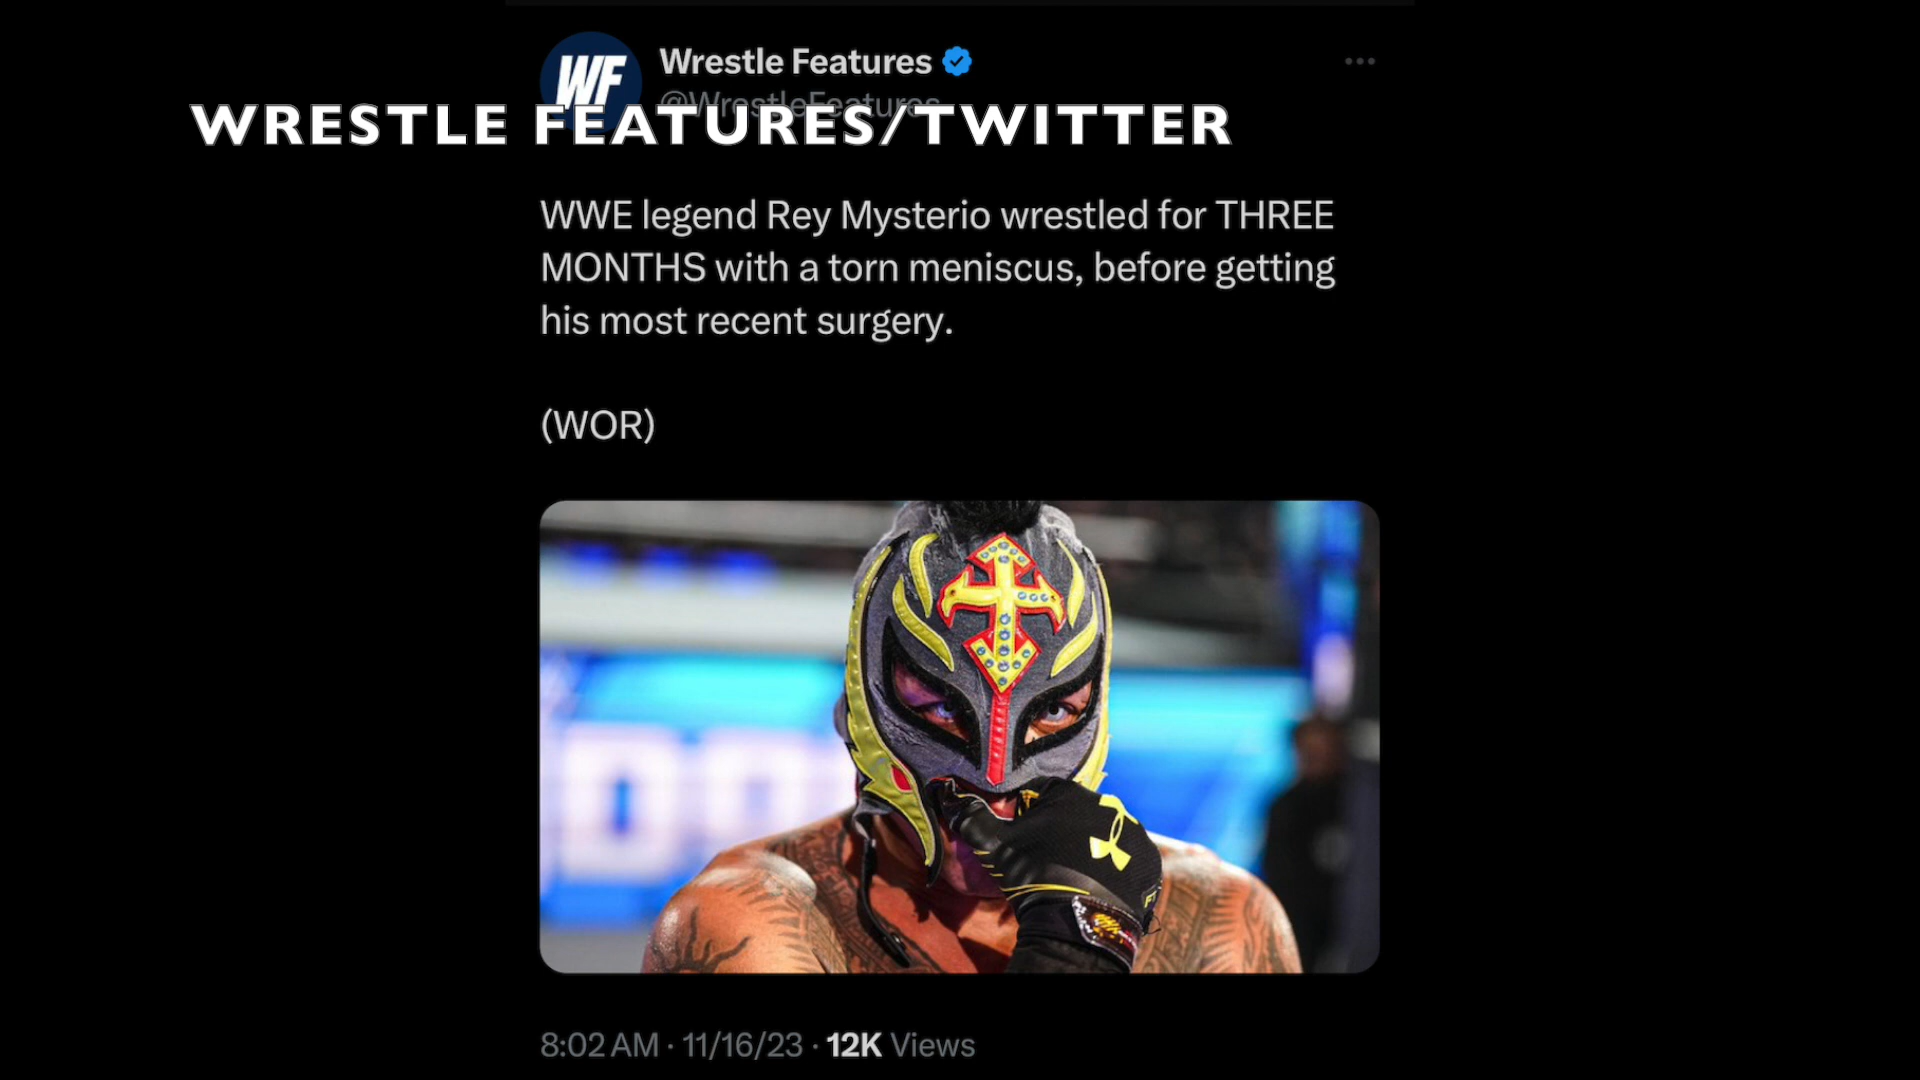 WF
Wrestle Features
@WrestleFeatures
WRESTLE FEATURES/TWITTER
WWE legend Rey Mysterio wrestled for THREE
MONTHS with a torn meniscus, before getting
his most recent surgery.
(WOR)
8:02 AM · 11/16/23 · 12K Views